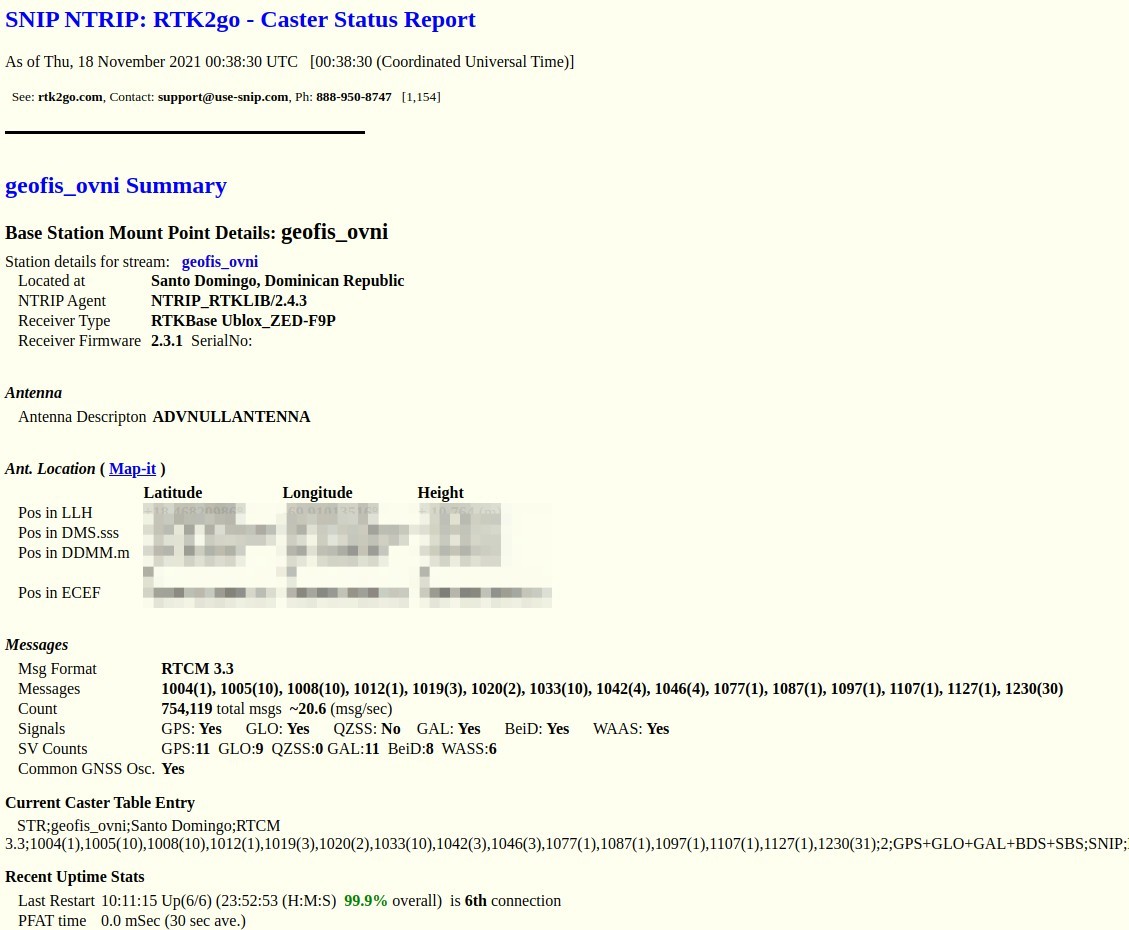 SNIP NTRIP: RTK2go - Caster Status Report
As of Thu, 18 November 2021 00:38:30 UTC [00:38:30 (Coordinated Universal Time)]
See: rtk2go.com, Contact: support@use-snip.com, Ph: 888-950-8747 [1,154]
geofis_ovni Summary
Base Station Mount Point Details: geofis_ovni
Station details for stream: geofis_ovni
Located at Santo Domingo, Dominican Republic
NTRIP Agent NTRIP_RTKLIB/2.4.3
Receiver Type RTKBase Ublox_ZED-F9P
Receiver Firmware 2.3.1 SerialNo:
Antenna
Antenna Descripton ADVNULLANTENNA
Ant. Location ( Map-it )
Latitude Longitude Height
Pos in LLH
Pos in DMS.sss
Pos in DDMM.m
Pos in ECEF
Messages
Msg Format RTCM 3.3
Messages 1004(1), 1005(10), 1008(10), 1012(1), 1019(3), 1020(2), 1033(10), 1042(4), 1046(4), 1077(1), 1087(1), 1097(1), 1107(1), 1127(1), 1230(30)
Count 754,119 total msgs ~20.6 (msg/sec)
Signals GPS: Yes GLO: Yes QZSS: No GAL: Yes BeiD: Yes WAAS: Yes
SV Counts GPS:11 GLO:9 QZSS:0 GAL:11 BeiD:8 WASS:6
Common GNSS Osc. Yes
Current Caster Table Entry
STR;geofis_ovni;Santo Domingo;RTCM
3.3;1004(1),1005(10),1008(10),1012(1),1019(3),1020(2),1033(10),1042(3),1046(3),1077(1),1087(1),1097(1),1107(1),1127(1),1230(31);2;GPS+GLO+GAL+BDS+SBS;SNIP;
Recent Uptime Stats
Last Restart 10:11:15 Up(6/6) (23:52:53 (H:M:S) 99.9% overall) is 6th connection
PFAT time 0.0 mSec (30 sec ave.)